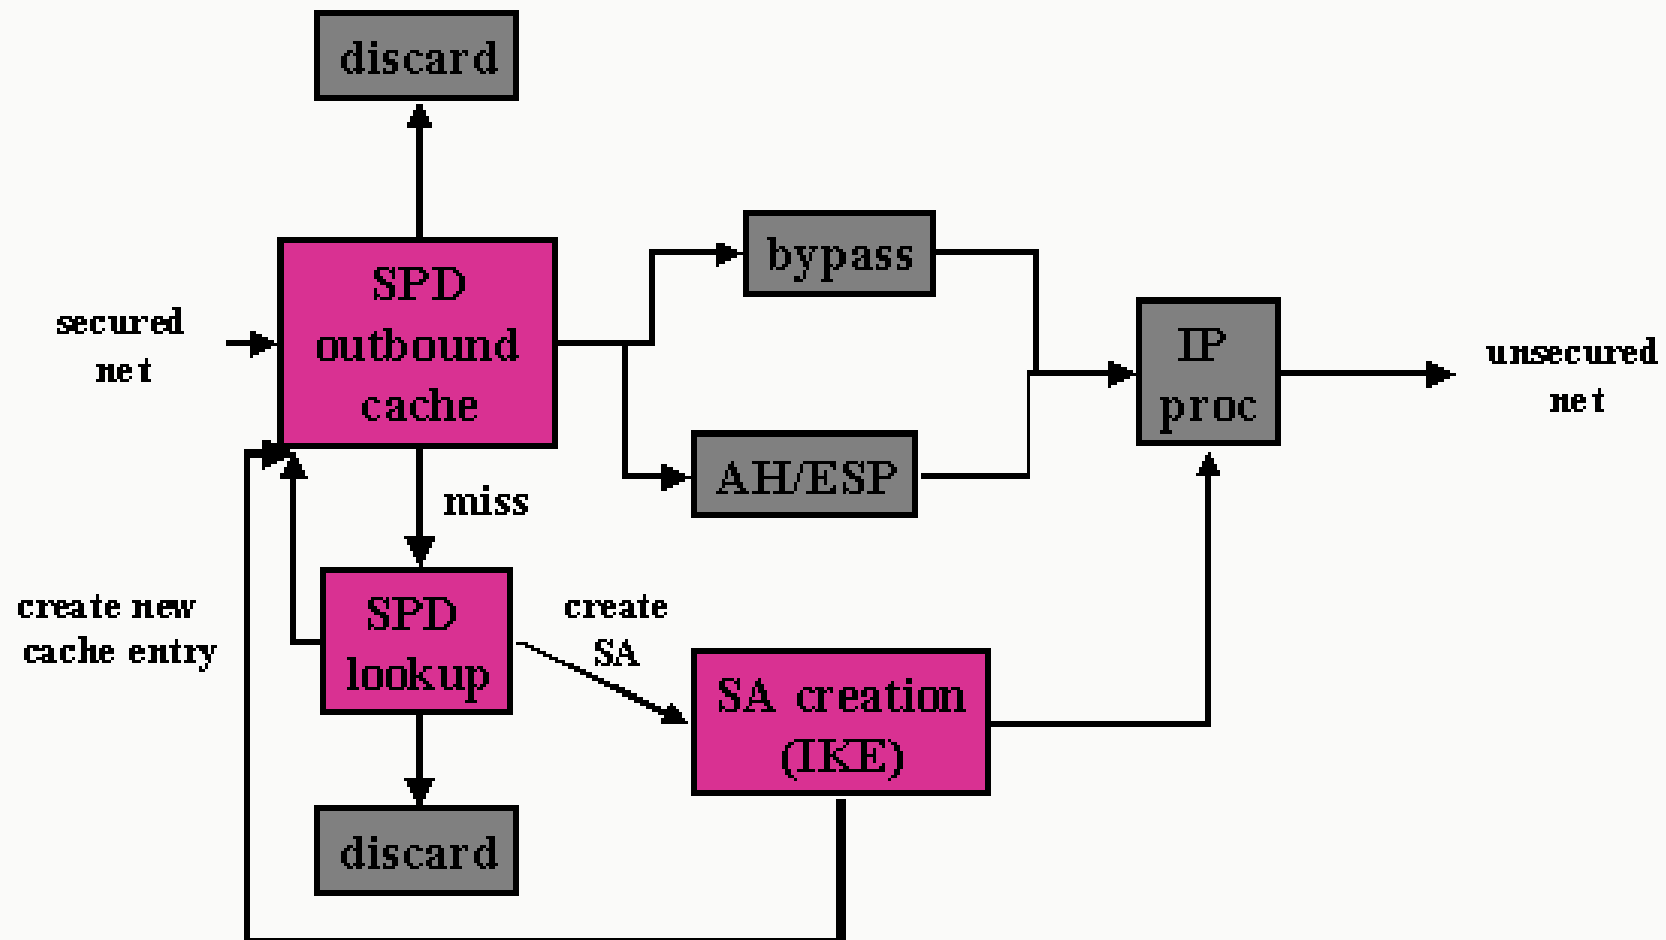 discard
SPD
outbound
cache
secured
net
bypass
AH/ESP
IP
proc
unsecured
net
miss
create new
cache entry
SPD
lookup
create
SA
SA creation
(IKE)
discard